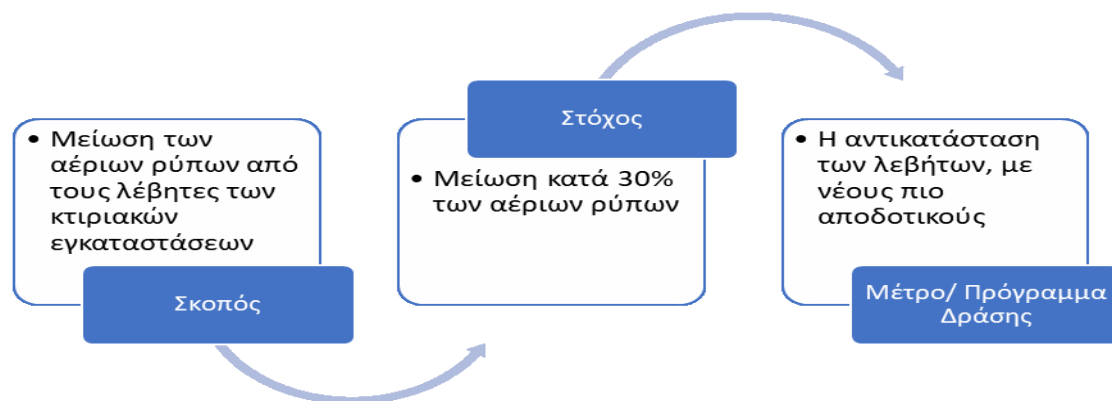 • Μείωση των
αέριων ρύπων από
τους λέβητες των
κτιριακών
εγκαταστάσεων
Σκοπός
Στόχος
• Μείωση κατά 30%
των αέριων ρύπων
• Η αντικατάσταση
των λεβήτων, με
νέους πιο
αποδοτικούς
Μέτρο/ Πρόγραμμα
Δράσης